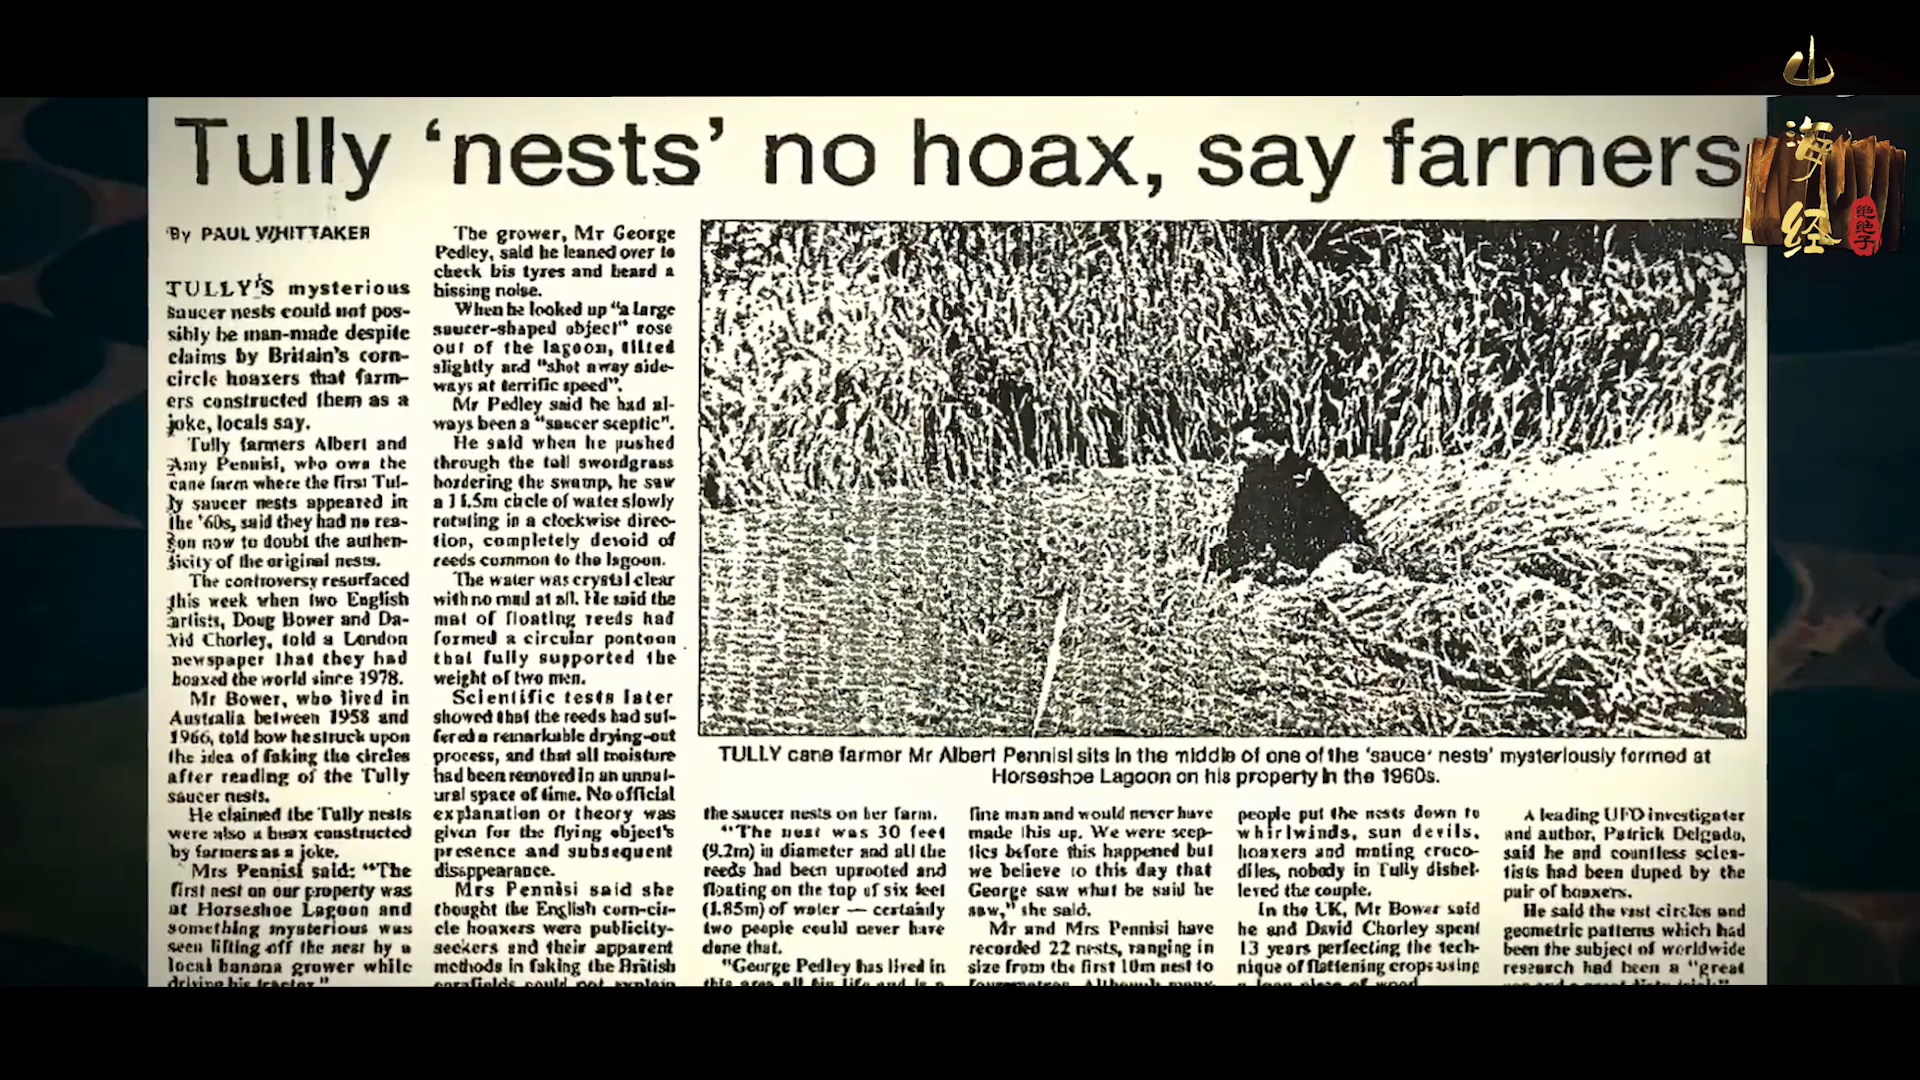 Tully ‘nests’ no hoax, say farmers
By PAUL WHITTAKER
TULLY'S mysterious
saucer nests could not pos-
sibly be man-made despite
claims by Britain's corn-
circle hoaxers that farm-
ers constructed them as a
joke, locals say.
Tully farmers Albert and
Amy Pennisi, who own the
cane farm where the first Tul-
ly saucer nests appeared in
the '60s, said they had no rea-
son now to doubt the authen-
ticity of the original nests.
The controversy resurfaced
this week when two English
artists, Doug Bower and Da-
vid Chorley, told a London
newspaper that they had
hoaxed the world since 1978.
Mr Bower, who lived in
Australia between 1958 and
1966, told how he struck upon
the idea of faking the circles
after reading of the Tully
saucer nests.
He claimed the Tully nests
were also a hoax constructed
by farmers as a joke.
Mrs Pennisi said: "The
first nest on our property was
at Horseshoe Lagoon and
something mysterious was
seen lifting off the nest by a
local banana grower while
driving his tractor."
The grower, Mr George
Pedley, said he leaned over to
check his tyres and heard a
hissing noise.
When he looked up "a large
saucer-shaped object" rose
out of the lagoon, tilted
slightly and "shot away side-
ways at terrific speed".
Mr Pedley said he had al-
ways been a "saucer sceptic".
He said when he pushed
through the tall swordgrass
bordering the swamp, he saw
a 11.5m circle of water slowly
rotating in a clockwise direc-
tion, completely devoid of
reeds common to the lagoon.
The water was crystal clear
with no mud at all. He said the
mat of floating reeds had
formed a circular pontoon
that fully supported the
weight of two men.
Scientific tests later
showed that the reeds had suf-
fered a remarkable drying-out
process, and that all moisture
had been removed in an unnat-
ural space of time. No official
explanation or theory was
given for the flying object's
presence and subsequent
disappearance.
Mrs Pennisi said she
thought the English corn-cir-
cle hoaxers were publicity-
seekers and their apparent
methods in faking the British
cornfields could not explain
TULLY cane farmer Mr Albert Pennisi sits in the middle of one of the 'saucer nests' mysteriously formed at
Horseshoe Lagoon on his property in the 1960s.
the saucer nests on her farm.
"The nest was 30 feet
(9.2m) in diameter and all the
reeds had been uprooted and
floating on the top of six feet
(1.85m) of water — certainly
two people could never have
done that.
"George Pedley has lived in
this area all his life and is a
fine man and would never have
made this up. We were scep-
tics before this happened but
we believe to this day that
George saw what he said he
saw," she said.
Mr and Mrs Pennisi have
recorded 22 nests, ranging in
size from the first 10m nest to
Although many
people put the nests down to
whirlwinds, sun devils,
hoaxers and mating croco-
diles, nobody in Tully disbel-
ieved the couple.
In the UK, Mr Bower said
he and David Chorley spent
13 years perfecting the tech-
nique of flattening crops using
a long piece of wood
A leading UFO investigator
and author, Patrick Delgado,
said he and countless scien-
tists had been duped by the
pair of hoaxers.
He said the vast circles and
geometric patterns which had
been the subject of worldwide
research had been a "great
山
海
经
绝绝子